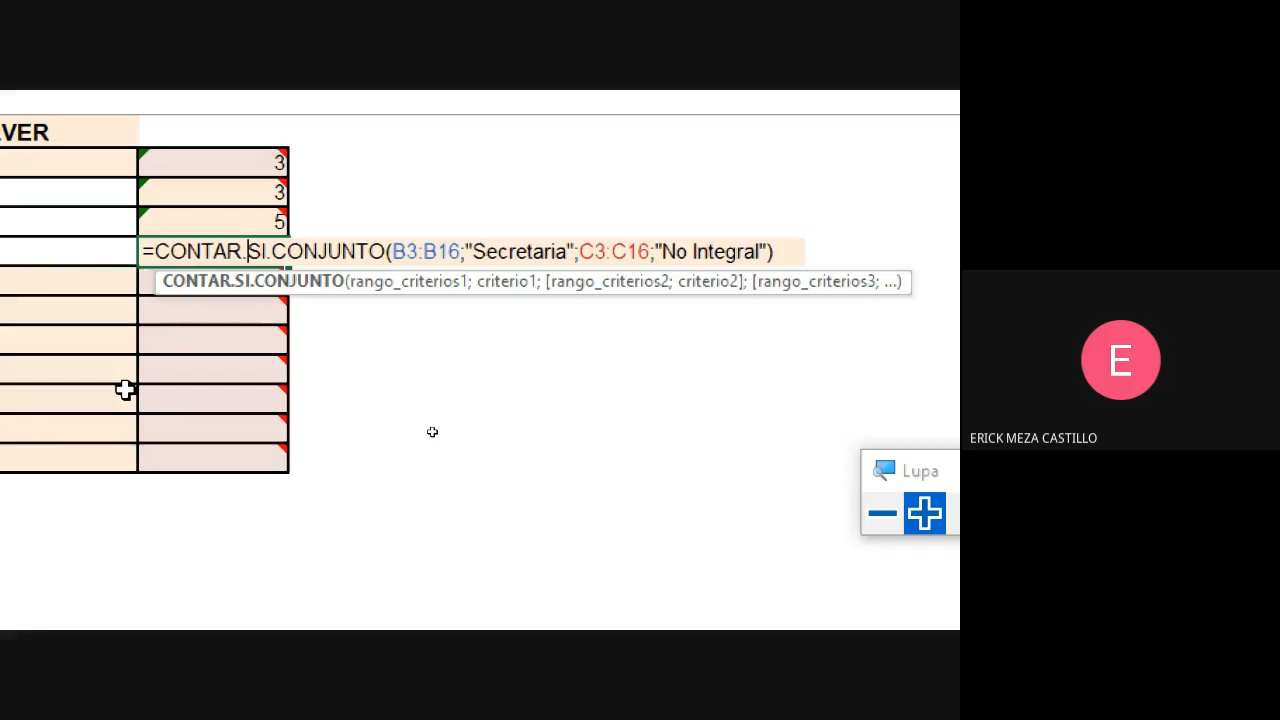 VER
3
3
5
=CONTAR.SI.CONJUNTO(B3:B16;"Secretaria";C3:C16;"No Integral")
CONTAR.SI.CONJUNTO(rango_criterios1; criterio1; [rango_criterios2; criterio2]; [rango_criterios3; ...)
E
ERICK MEZA CASTILLO
Lupa